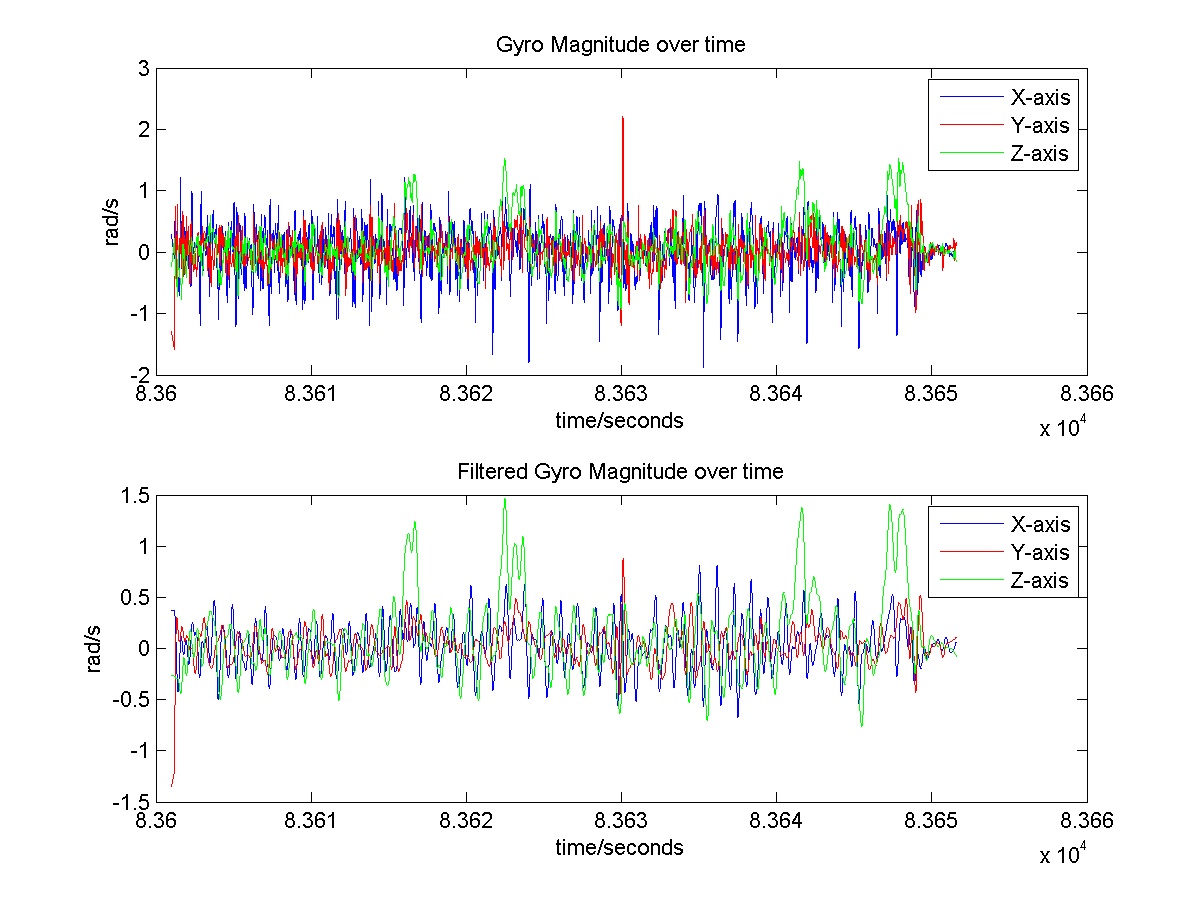 Gyro Magnitude over time
3
2
1
0
-1
-2
rad/s
X-axis
Y-axis
Z-axis
8.36 8.361 8.362 8.363 8.364 8.365 8.366
time/seconds
x 10^4
Filtered Gyro Magnitude over time
1.5
1
0.5
0
-0.5
-1
-1.5
rad/s
X-axis
Y-axis
Z-axis
8.36 8.361 8.362 8.363 8.364 8.365 8.366
time/seconds
x 10^4